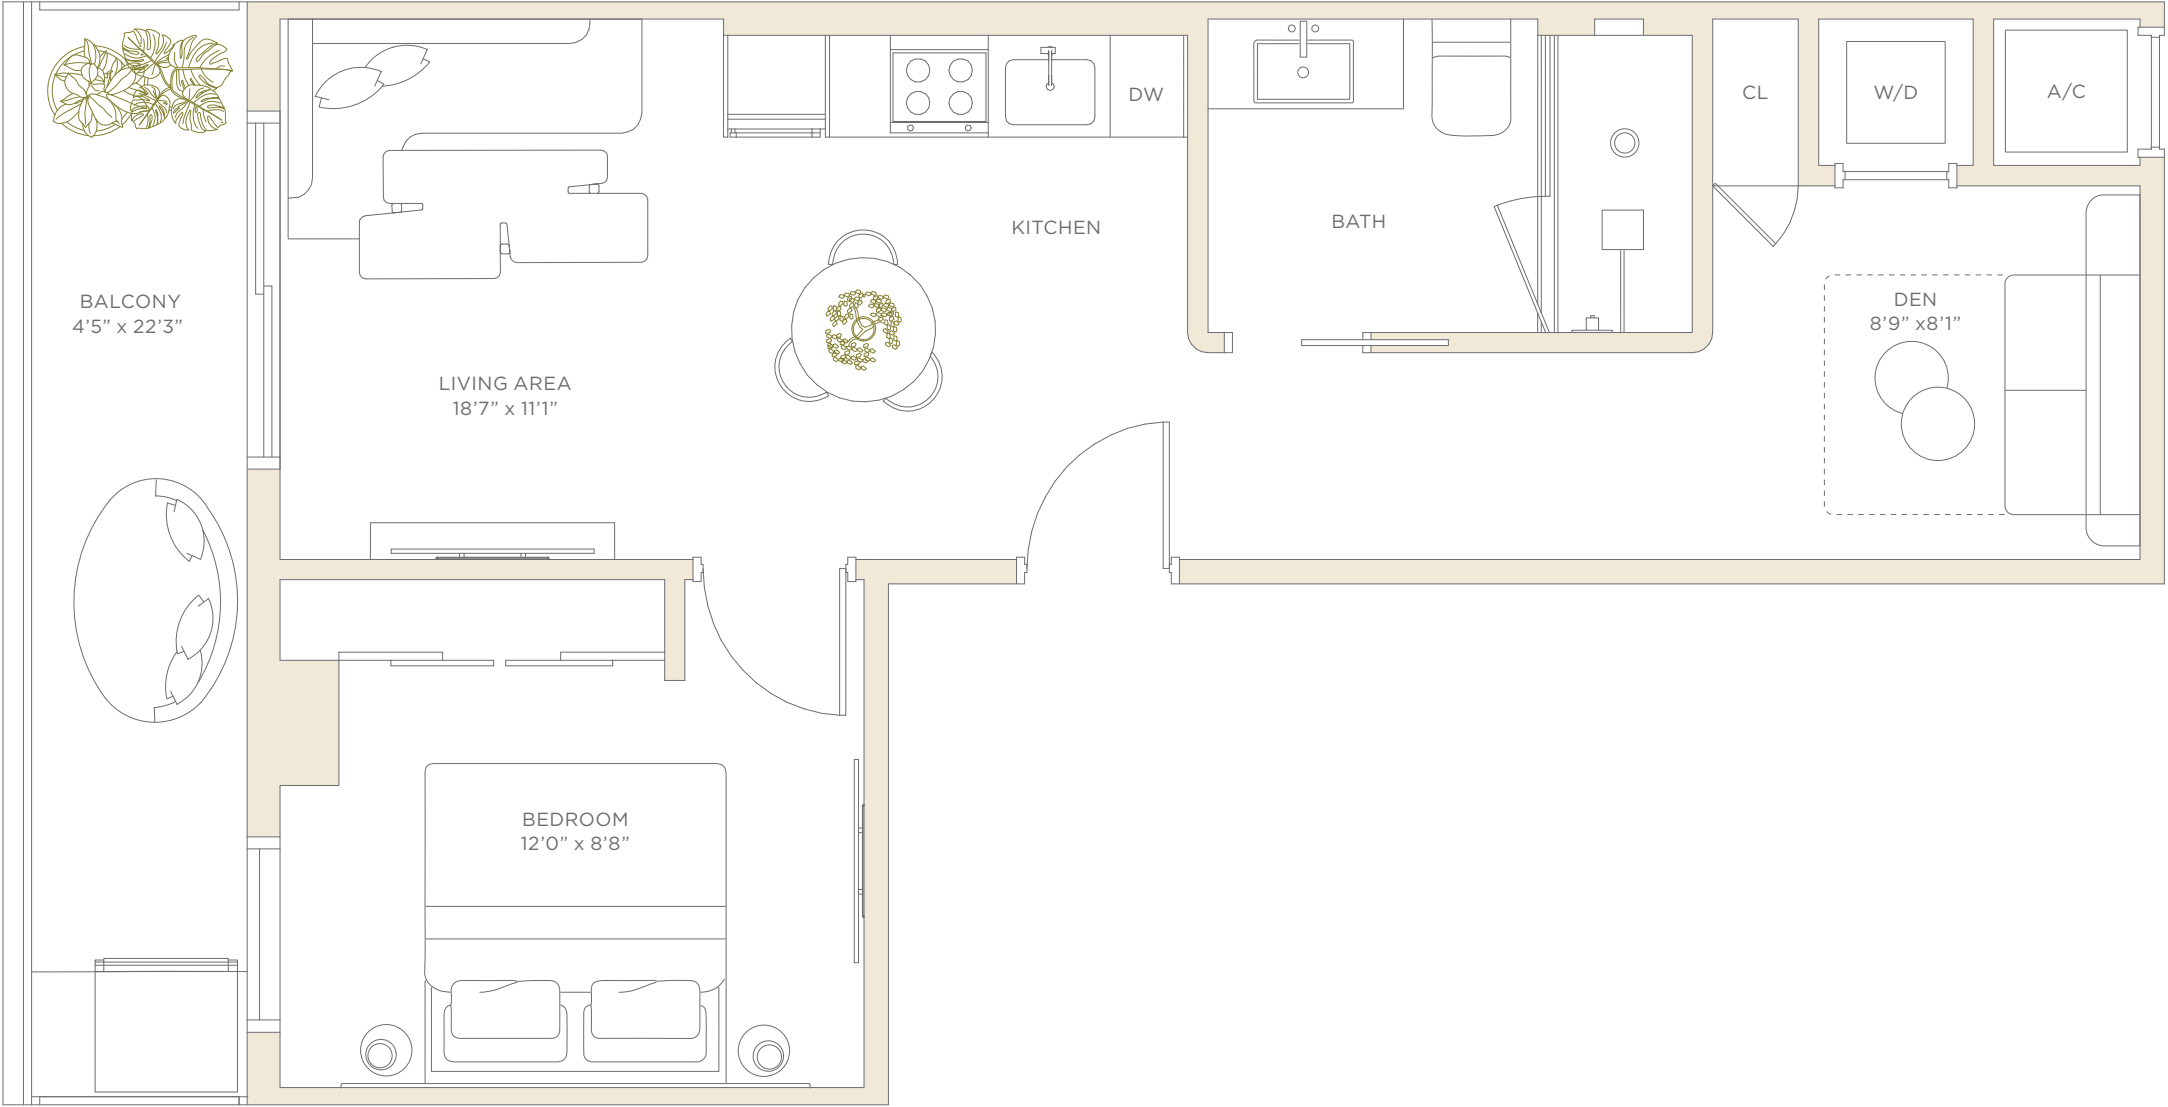 DW
CL
W/D
A/C
KITCHEN
BATH
BALCONY
4’5” x 22’3”
DEN
8’9” x8’1”
LIVING AREA
18’7” x 11’1”
BEDROOM
12’0” x 8’8”